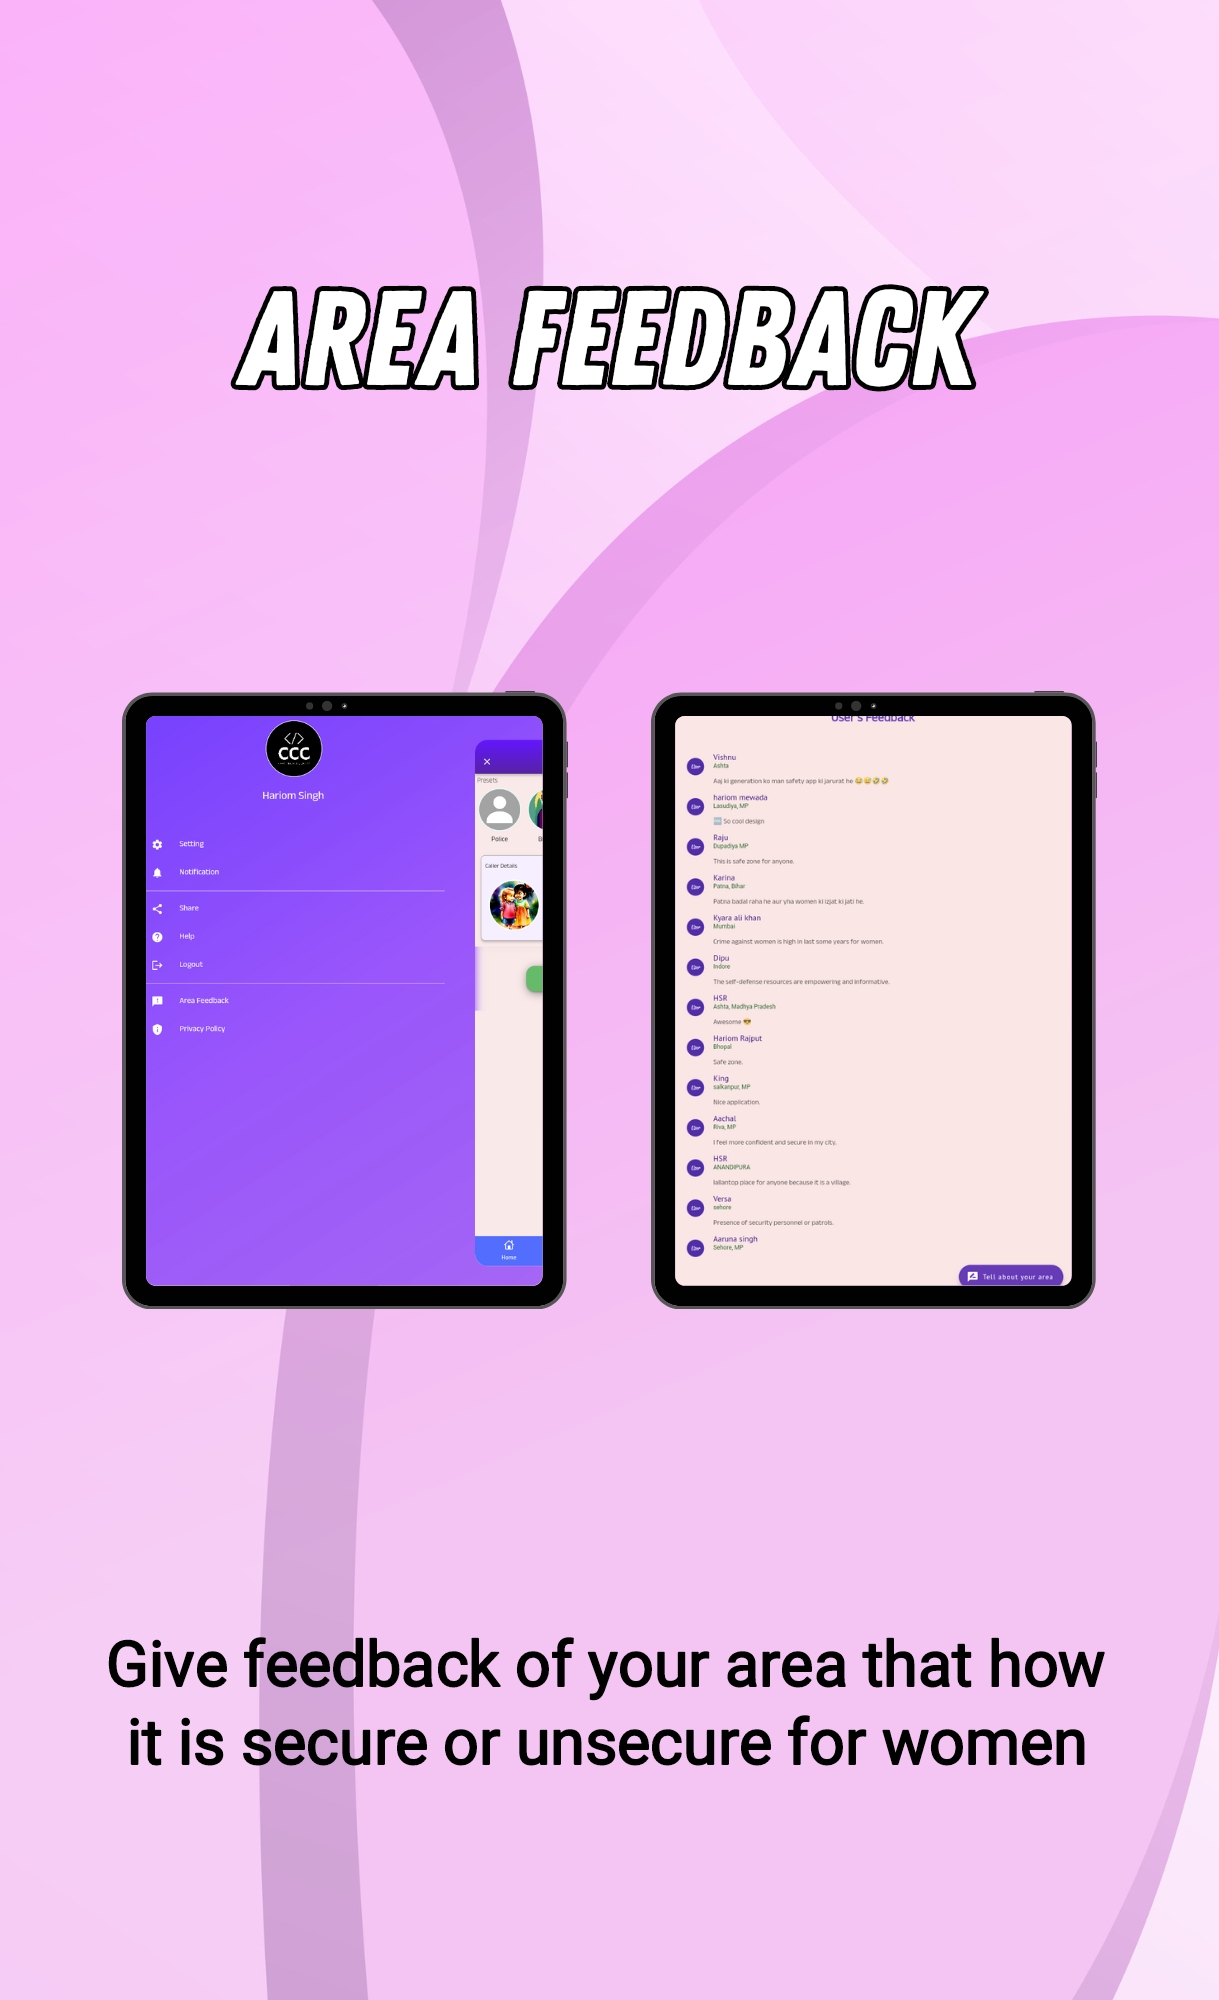 AREA FEEDBACK
CCC
Hariom Singh
Setting
Notification
Share
Help
Logout
Area Feedback
Privacy Policy
Presets
Police
Caller Details
Home
User's Feedback
Vishnu
Ashta
Aaj ki generation ko man safety app ki jarurat he 😂😅🤣🤣
hariom mewada
Lasudiya, MP
🆒 So cool design
Raju
Dupadiya MP
This is safe zone for anyone.
Karina
Patna, Bihar
Patna badal raha he aur yha women ki izjat ki jati he.
Kyara ali khan
Mumbai
Crime against women is high in last some years for women.
Dipu
Indore
The self-defense resources are empowering and informative.
HSR
Ashta, Madhya Pradesh
Awesome 😎
Hariom Rajput
Bhopal
Safe zone.
King
salkanpur, MP
Nice application.
Aachal
Riva, MP
I feel more confident and secure in my city.
HSR
ANANDIPURA
lallantop place for anyone because it is a village.
Versa
sehore
Presence of security personnel or patrols.
Aaruna singh
Sehore, MP
Tell about your area
Give feedback of your area that how
it is secure or unsecure for women